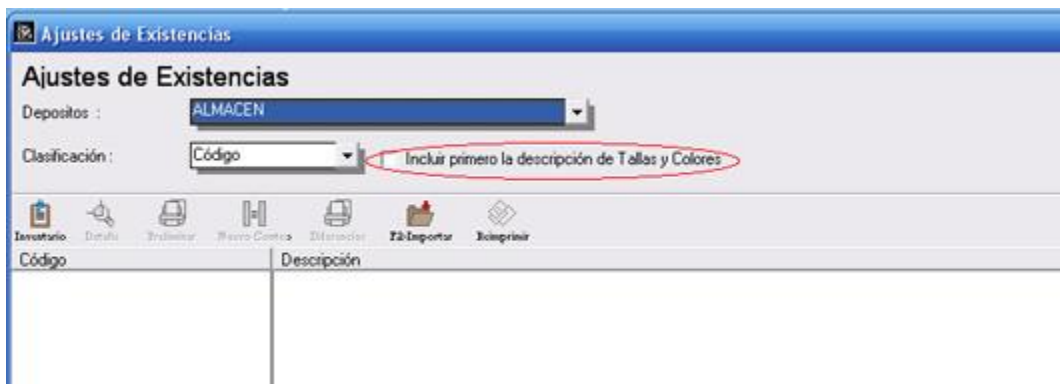 Ajustes de Existencias
Ajustes de Existencias
Depositos : ALMACEN
Clasificación : Código Incluir primero la descripción de Tallas y Colores
Inventario Detalle Preliminar Nuevo Conteo Diferencias F2-Importar Reimprimir
Código Descripción